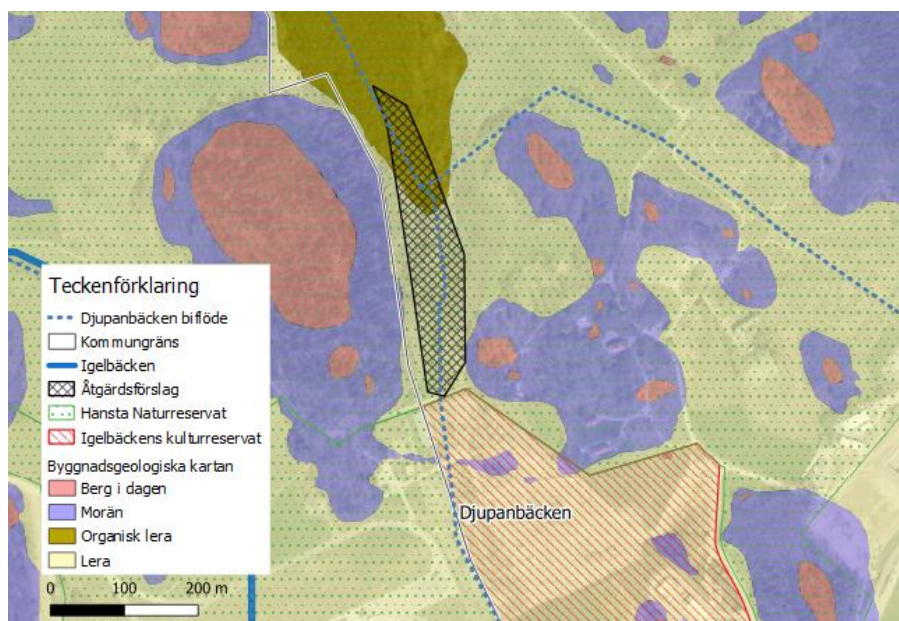 Teckenförklaring
Djupanbäcken biflöde
Kommungräns
Igelbäcken
Åtgärdsförslag
Hansta Naturreservat
Igelbäckens kulturreservat
Byggnadsgeologiska kartan
Berg i dagen
Morän
Organisk lera
Lera
0 100 200 m
Djupanbäcken